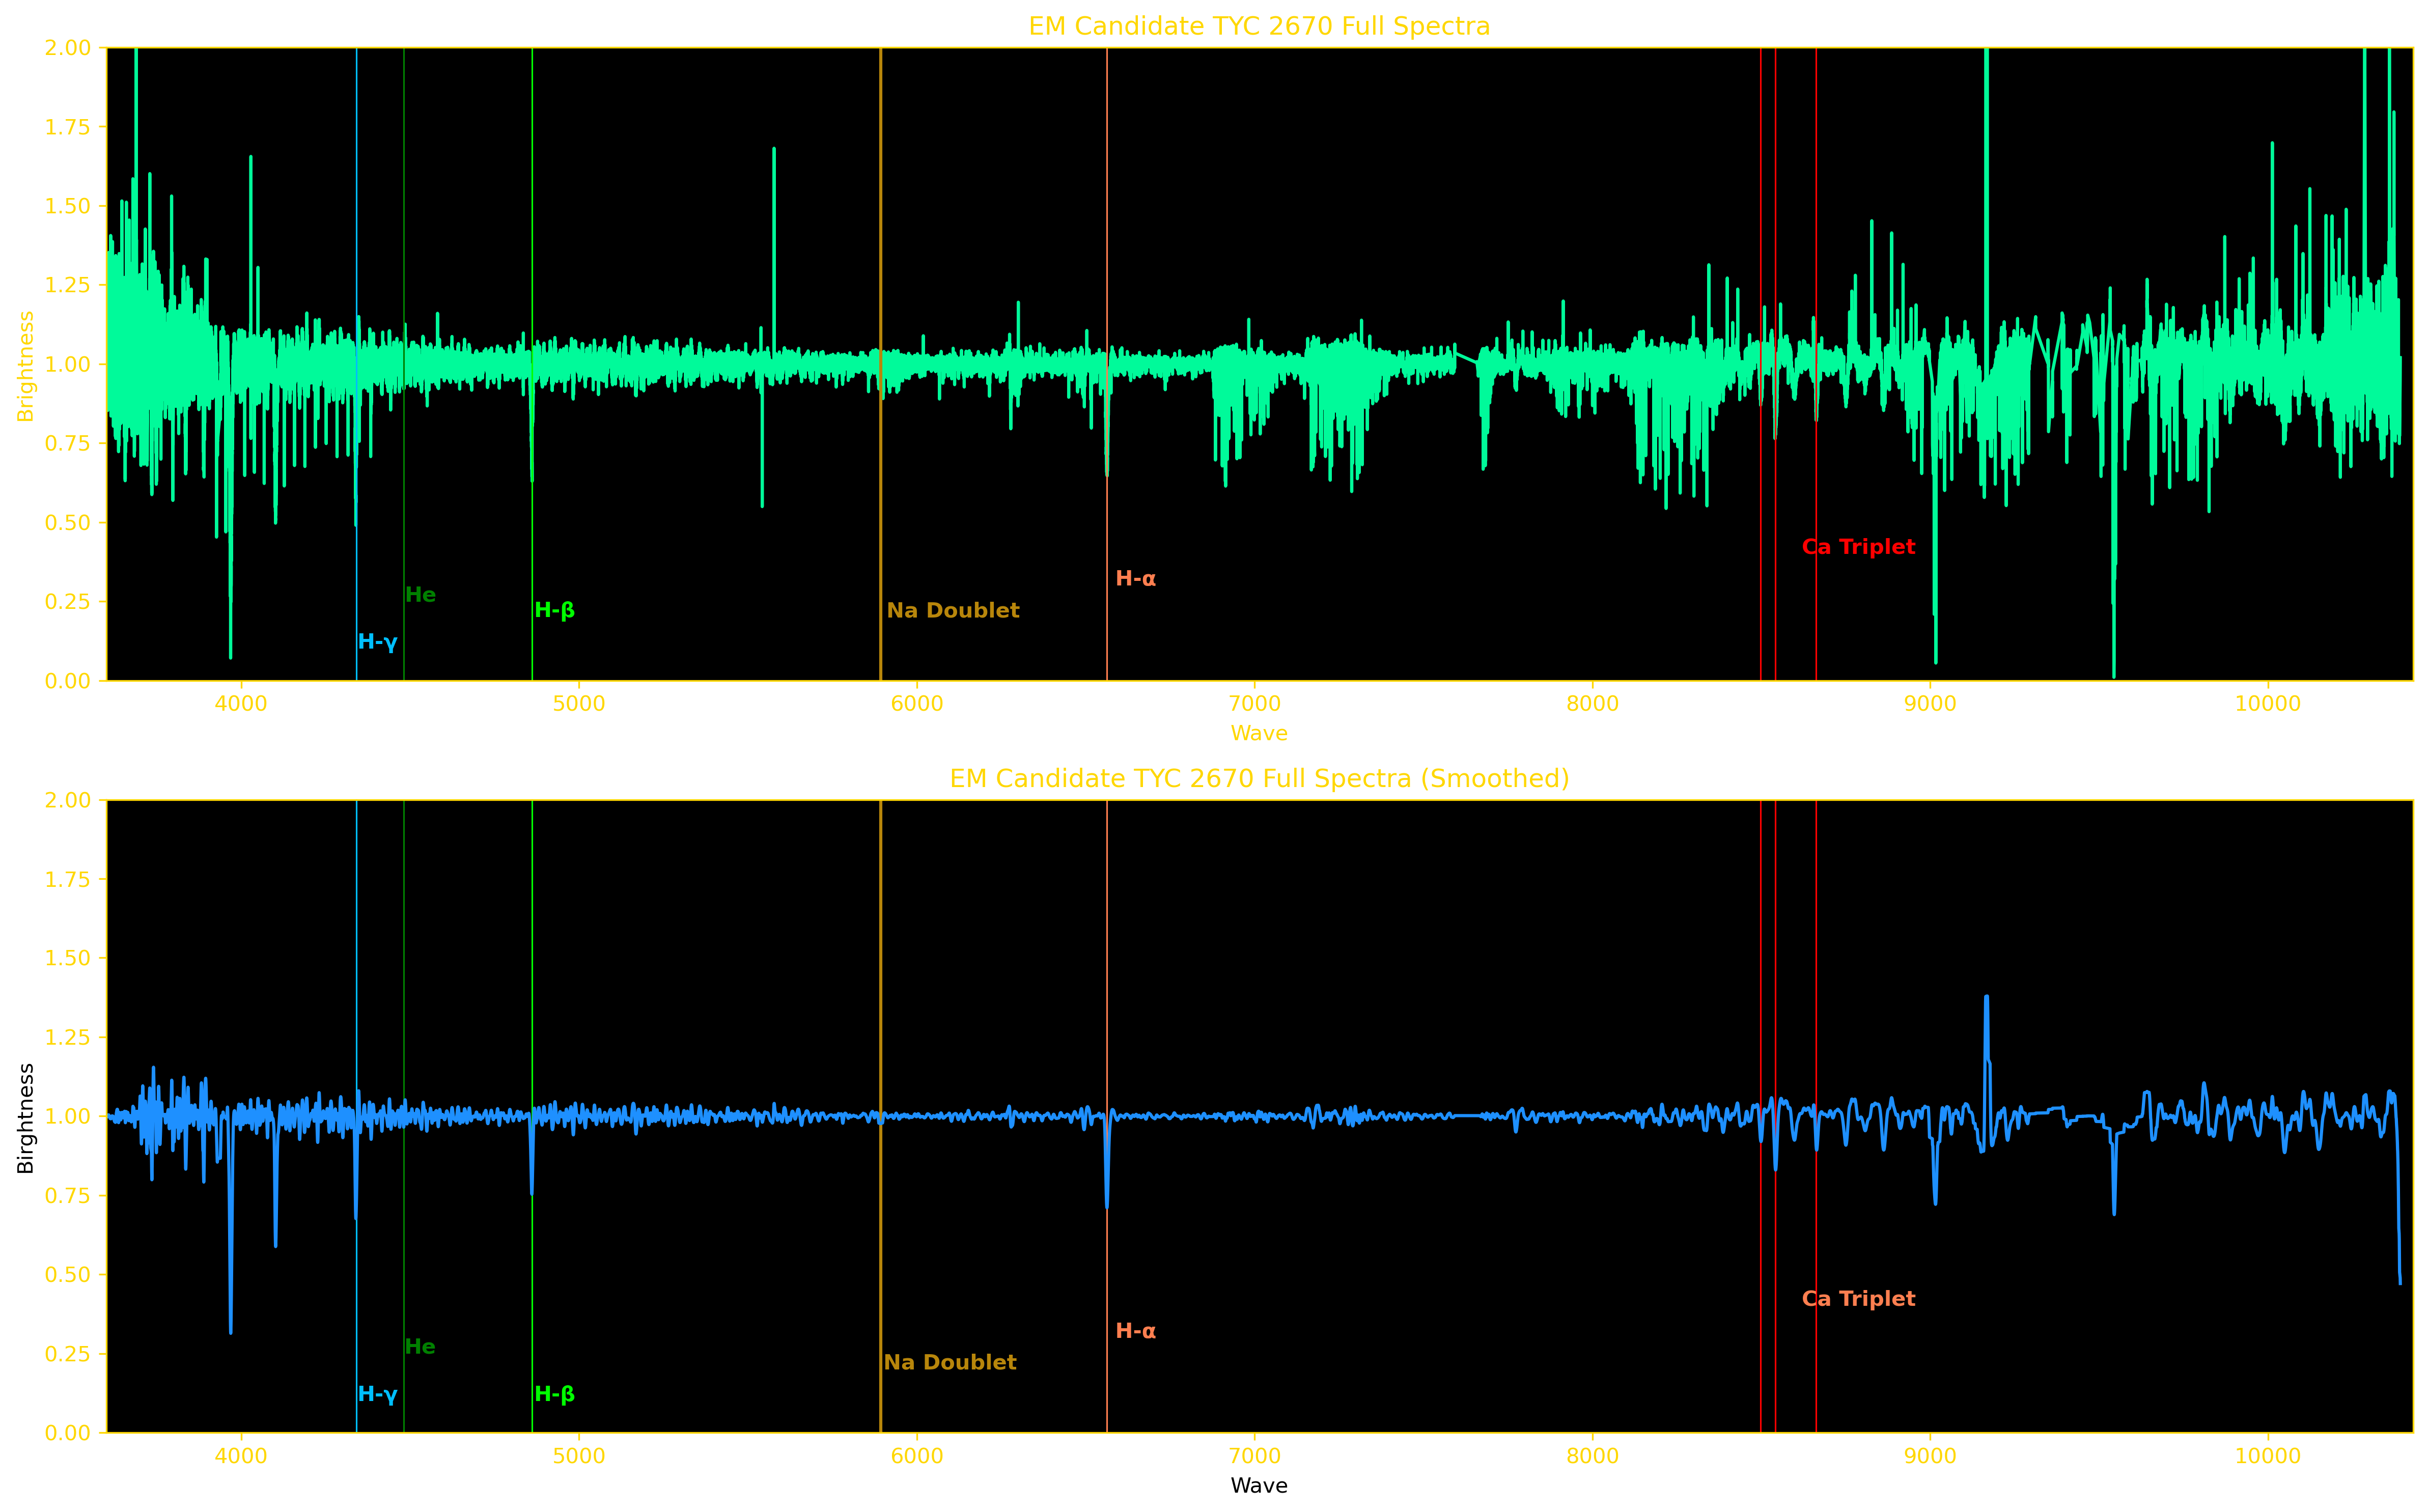 EM Candidate TYC 2670 Full Spectra
2.00
1.75
1.50
1.25
1.00
0.75
0.50
0.25
0.00
Brightness
Ca Triplet
H-α
He
H-β
Na Doublet
H-γ
4000 5000 6000 7000 8000 9000 10000
Wave
EM Candidate TYC 2670 Full Spectra (Smoothed)
2.00
1.75
1.50
1.25
1.00
0.75
0.50
0.25
0.00
Birghtness
Ca Triplet
H-α
He
Na Doublet
H-γ
H-β
4000 5000 6000 7000 8000 9000 10000
Wave